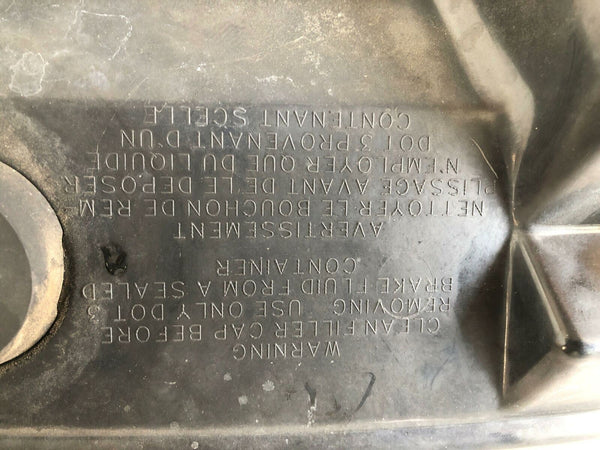 WARNING
CLEAN FILLER CAP BEFORE
REMOVING. USE ONLY DOT 3
BRAKE FLUID FROM A SEALED
CONTAINER
AVERTISSEMENT
NETTOYER LE BOUCHON DE REM-
PLISSAGE AVANT DE LE DEPOSER
N'EMPLOYER QUE DU LIQUIDE
DOT 3 PROVENANT D'UN
CONTENANT SCELLE